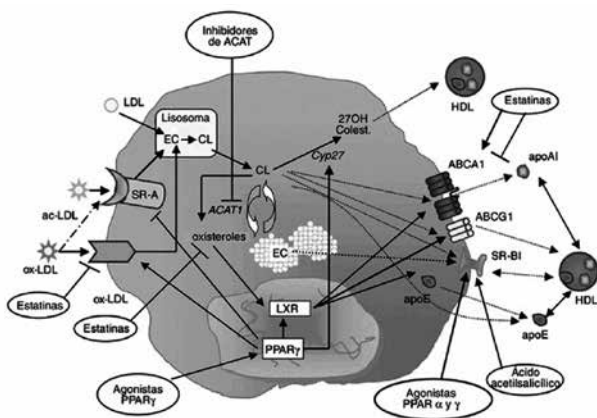 Inhibidores
de ACAT
LDL
Lisosoma
EC
CL
27OH
Colest.
HDL
Estatinas
CL
Cyp27
ABCA1
apoAI
SR-A
ac-LDL
ACAT1
ABCG1
oxisteroles
ox-LDL
EC
SR-BI
HDL
Estatinas
ox-LDL
Estatinas
LXR
apoE
apoE
PPARγ
Agonistas
PPARγ
Agonistas
PPAR α y γ
Ácido
acetilsalicílico